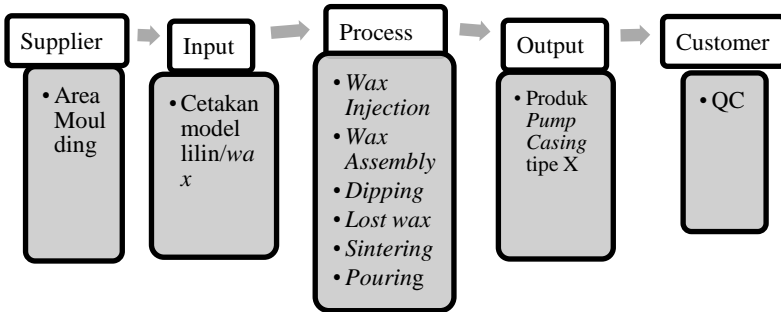 Supplier
Input
Process
Output
Customer
• Area
Moul
ding
• Cetakan
model
lilin/wa
x
• Wax
Injection
• Wax
Assembly
• Dipping
• Lost wax
• Sintering
• Pouring
• Produk
Pump
Casing
tipe X
• QC